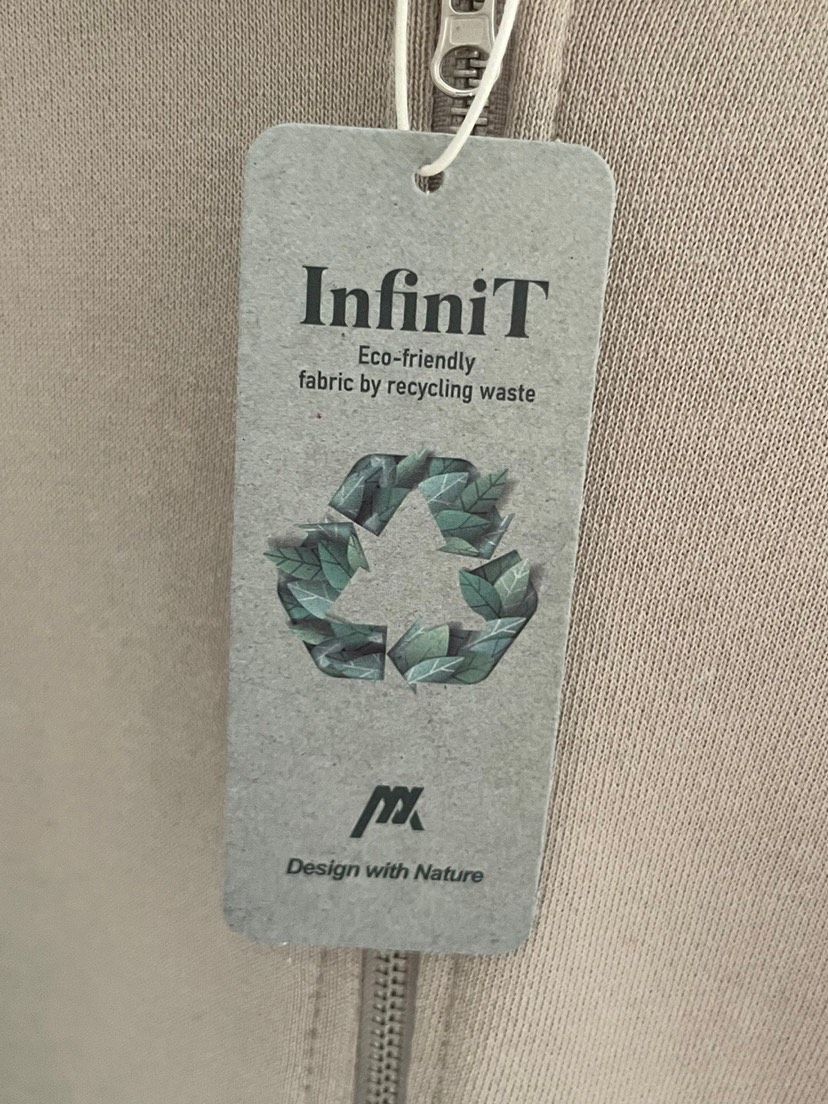 InfiniT
Eco-friendly
fabric by recycling waste
Design with Nature